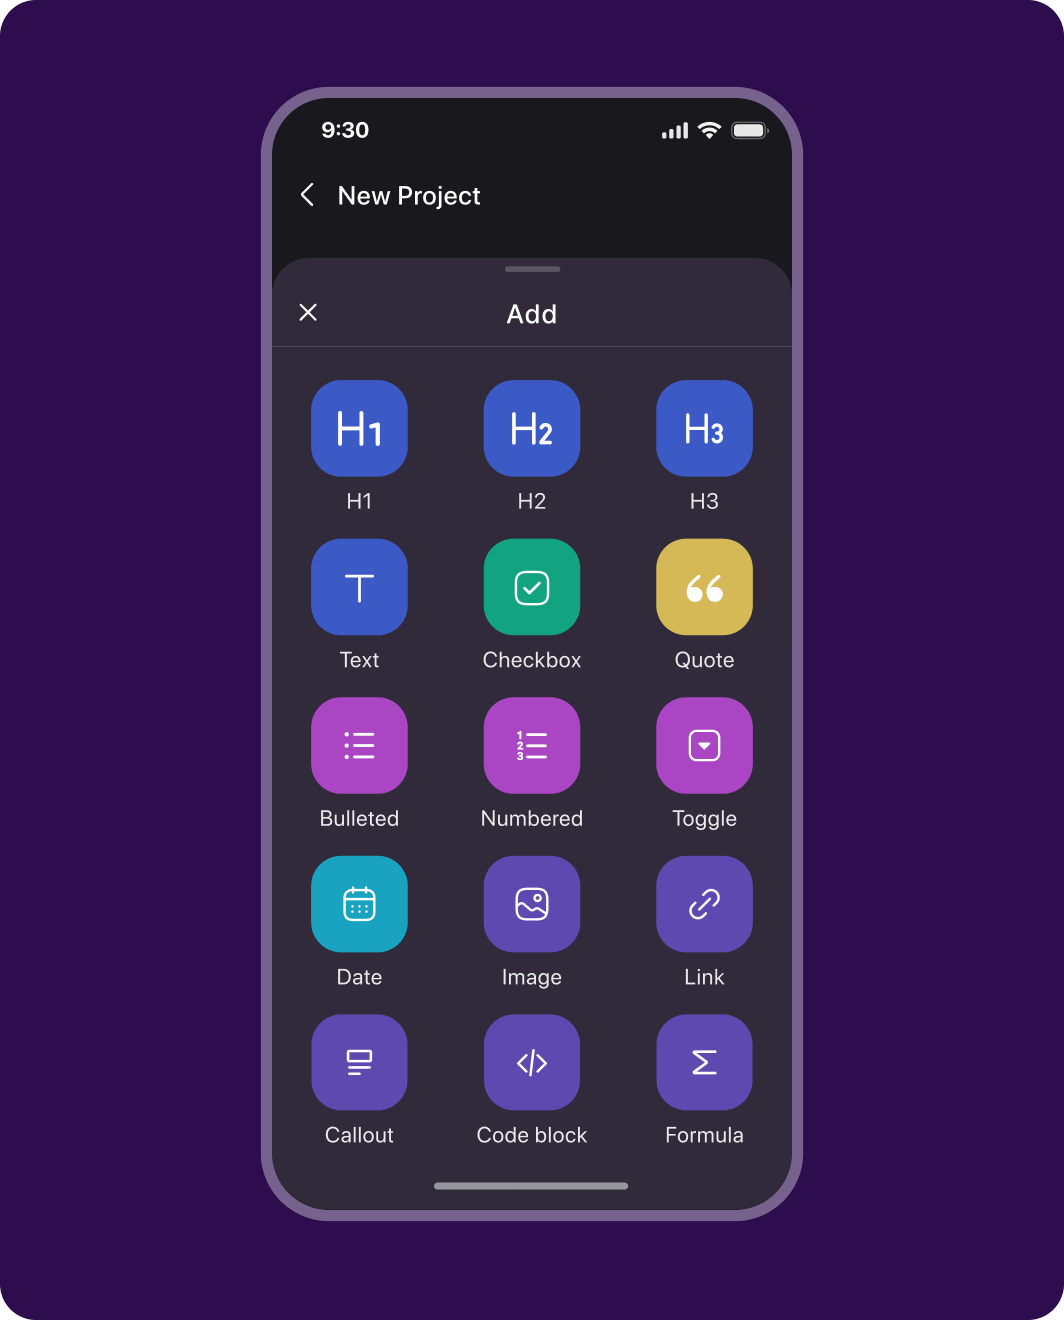 9:30
New Project
Add
H1 H2 H3
H1 H2 H3
T
Text Checkbox Quote
1
2
3
Bulleted Numbered Toggle
Date Image Link
</> Σ
Callout Code block Formula